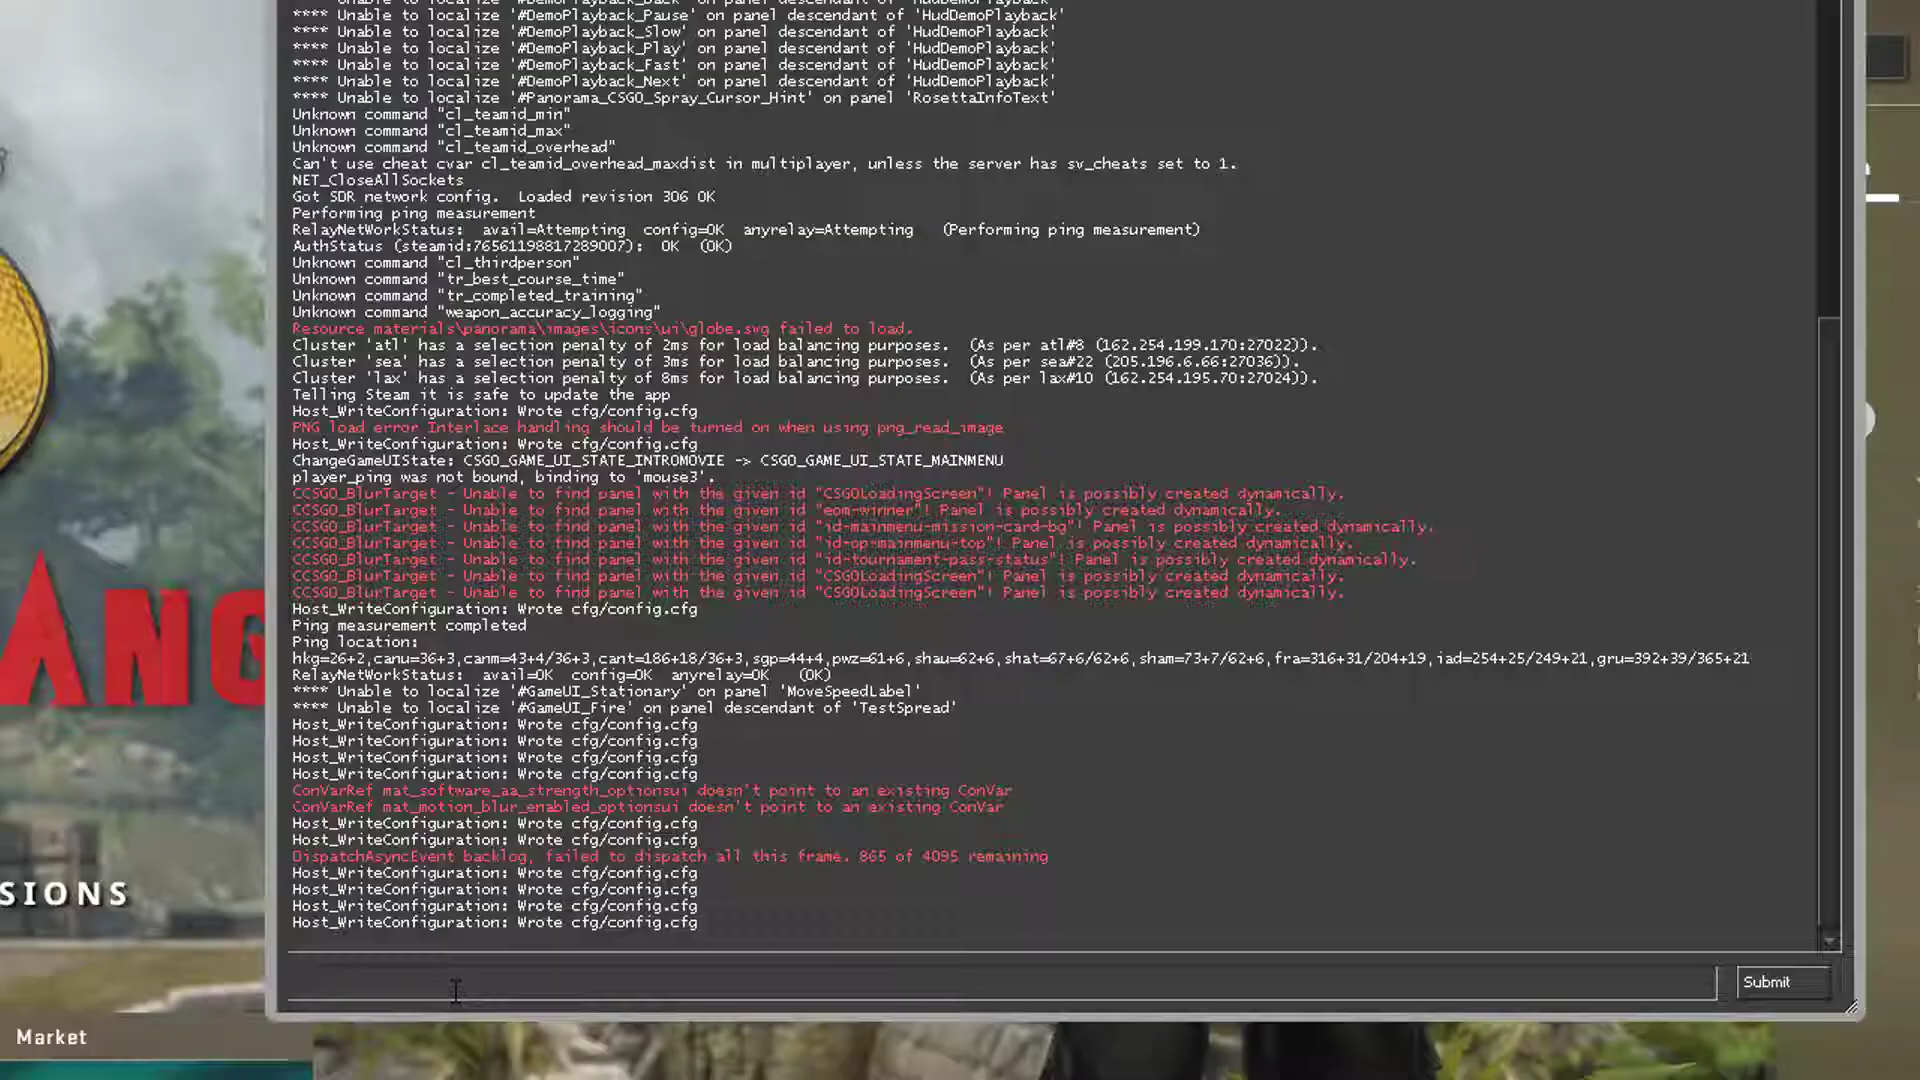 **** Unable to localize '#DemoPlayback_Back' on panel descendant of 'HudDemoPlayback'
**** Unable to localize '#DemoPlayback_Pause' on panel descendant of 'HudDemoPlayback'
**** Unable to localize '#DemoPlayback_Slow' on panel descendant of 'HudDemoPlayback'
**** Unable to localize '#DemoPlayback_Play' on panel descendant of 'HudDemoPlayback'
**** Unable to localize '#DemoPlayback_Fast' on panel descendant of 'HudDemoPlayback'
**** Unable to localize '#DemoPlayback_Next' on panel descendant of 'HudDemoPlayback'
**** Unable to localize '#Panorama_CSGO_Spray_Cursor_Hint' on panel 'RosettaInfoText'
Unknown command "cl_teamid_min"
Unknown command "cl_teamid_max"
Unknown command "cl_teamid_overhead"
Can't use cheat cvar cl_teamid_overhead_maxdist in multiplayer, unless the server has sv_cheats set to 1.
NET_CloseAllSockets
Got SDR network config.  Loaded revision 306 OK
Performing ping measurement
RelayNetWorkStatus:  avail=Attempting  config=OK  anyrelay=Attempting   (Performing ping measurement)
AuthStatus (steamid:76561198817289007):  OK  (OK)
Unknown command "cl_thirdperson"
Unknown command "tr_best_course_time"
Unknown command "tr_completed_training"
Unknown command "weapon_accuracy_logging"
Resource materials\panorama\images\icons\ui\globe.svg failed to load.
Cluster 'atl' has a selection penalty of 2ms for load balancing purposes.  (As per atl#8 (162.254.199.170:27022)).
Cluster 'sea' has a selection penalty of 3ms for load balancing purposes.  (As per sea#22 (205.196.6.66:27036)).
Cluster 'lax' has a selection penalty of 8ms for load balancing purposes.  (As per lax#10 (162.254.195.70:27024)).
Telling Steam it is safe to update the app
Host_WriteConfiguration: Wrote cfg/config.cfg
PNG load error Interlace handling should be turned on when using png_read_image
Host_WriteConfiguration: Wrote cfg/config.cfg
ChangeGameUIState: CSGO_GAME_UI_STATE_INTROMOVIE -> CSGO_GAME_UI_STATE_MAINMENU
player_ping was not bound, binding to 'mouse3'.
CCSGO_BlurTarget - Unable to find panel with the given id "CSGOLoadingScreen"! Panel is possibly created dynamically.
CCSGO_BlurTarget - Unable to find panel with the given id "eom-winner"! Panel is possibly created dynamically.
CCSGO_BlurTarget - Unable to find panel with the given id "id-mainmenu-mission-card-bg"! Panel is possibly created dynamically.
CCSGO_BlurTarget - Unable to find panel with the given id "id-op-mainmenu-top"! Panel is possibly created dynamically.
CCSGO_BlurTarget - Unable to find panel with the given id "id-tournament-pass-status"! Panel is possibly created dynamically.
CCSGO_BlurTarget - Unable to find panel with the given id "CSGOLoadingScreen"! Panel is possibly created dynamically.
CCSGO_BlurTarget - Unable to find panel with the given id "CSGOLoadingScreen"! Panel is possibly created dynamically.
Host_WriteConfiguration: Wrote cfg/config.cfg
Ping measurement completed
Ping location:
hkg=26+2,canu=36+3,canm=43+4/36+3,cant=186+18/36+3,sgp=44+4,pwz=61+6,shau=62+6,shat=67+6/62+6,sham=73+7/62+6,fra=316+31/204+19,iad=254+25/249+21,gru=392+39/365+21
RelayNetWorkStatus:  avail=OK  config=OK  anyrelay=OK   (OK)
**** Unable to localize '#GameUI_Stationary' on panel 'MoveSpeedLabel'
**** Unable to localize '#GameUI_Fire' on panel descendant of 'TestSpread'
Host_WriteConfiguration: Wrote cfg/config.cfg
Host_WriteConfiguration: Wrote cfg/config.cfg
Host_WriteConfiguration: Wrote cfg/config.cfg
Host_WriteConfiguration: Wrote cfg/config.cfg
ConVarRef mat_software_aa_strength_optionsui doesn't point to an existing ConVar
ConVarRef mat_motion_blur_enabled_optionsui doesn't point to an existing ConVar
Host_WriteConfiguration: Wrote cfg/config.cfg
Host_WriteConfiguration: Wrote cfg/config.cfg
DispatchAsyncEvent backlog, failed to dispatch all this frame. 865 of 4095 remaining
Host_WriteConfiguration: Wrote cfg/config.cfg
Host_WriteConfiguration: Wrote cfg/config.cfg
Host_WriteConfiguration: Wrote cfg/config.cfg
Host_WriteConfiguration: Wrote cfg/config.cfg
Submit
ANG
SIONS
Market